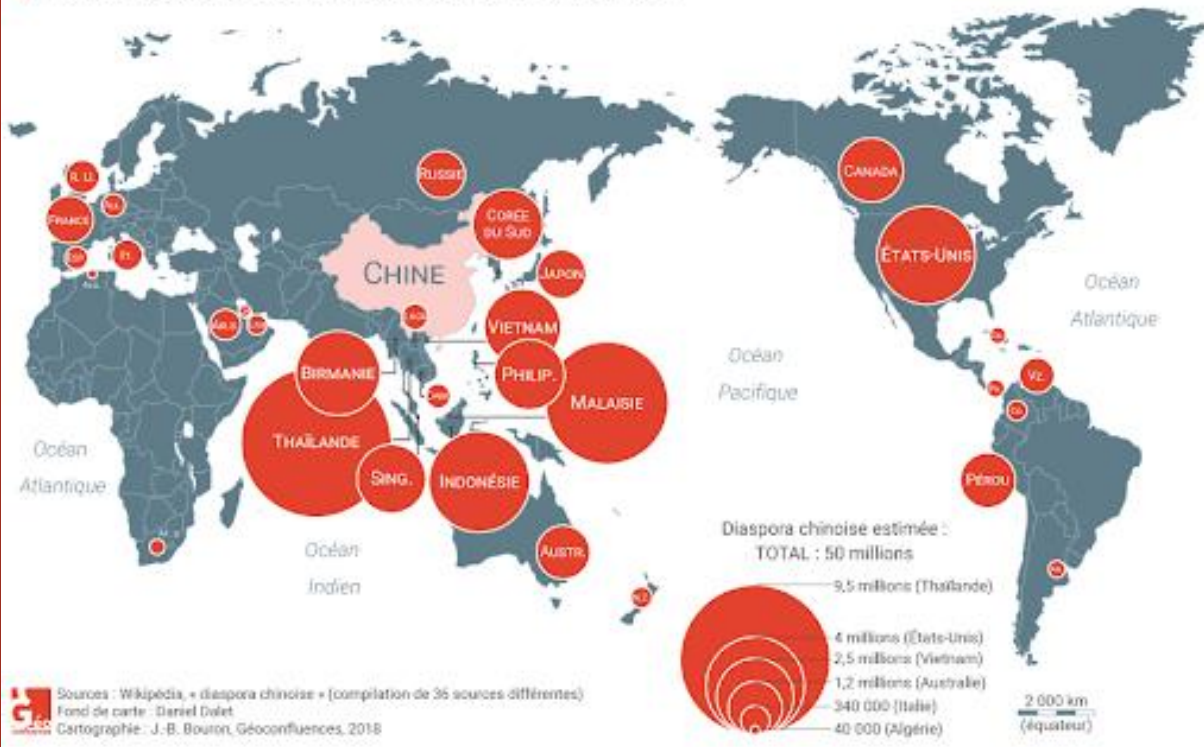 R. U.
FRANCE
IT.
RUSSIE
CORÉE
DU SUD
CHINE
JAPON
VIETNAM
BIRMANIE
PHILIP.
MALAISIE
THAÏLANDE
SING.
INDONÉSIE
AUSTR.
CANADA
ÉTATS-UNIS
VZ.
PÉROU
Océan
Atlantique
Océan
Pacifique
Océan
Atlantique
Océan
Indien
Diaspora chinoise estimée :
TOTAL : 50 millions
9,5 millions (Thaïlande)
4 millions (États-Unis)
2,5 millions (Vietnam)
1,2 millions (Australie)
340 000 (Italie)
40 000 (Algérie)
2 000 km
(équateur)
Sources : Wikipédia, « diaspora chinoise » (compilation de 36 sources différentes)
Fond de carte : Daniel Dalet
Cartographie : J.-B. Bouron, Géoconfluences, 2018
Géo